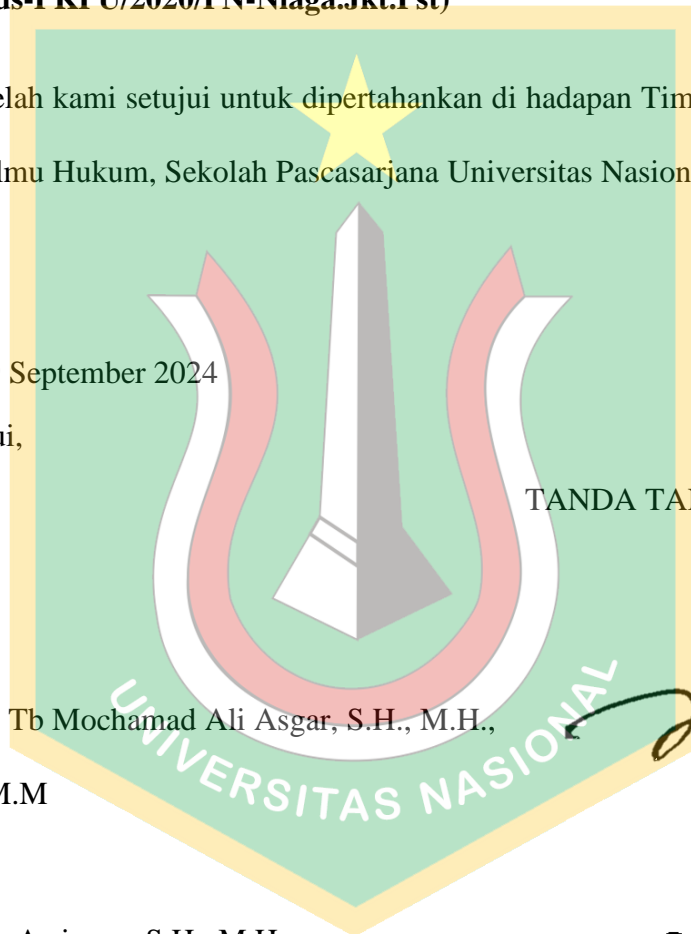 PKPU/2020/PN-Niaga.Jkt.Pst)
elah kami setujui untuk dipertahankan di hadapan Tim
lmu Hukum, Sekolah Pascasarjana Universitas Nasion
September 2024
ui,
TANDA TA
Tb Mochamad Ali Asgar, S.H., M.H.,
M.M
UNIVERSITAS NASIONAL